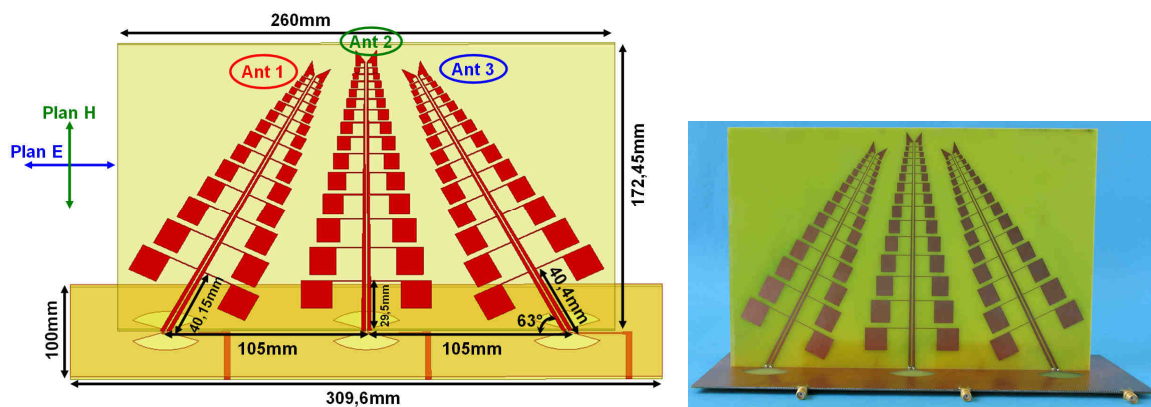 260mm
Ant 1
Ant 2
Ant 3
Plan H
Plan E
172,45mm
40,15mm
29,5mm
40,4mm
63°
100mm
105mm
105mm
309,6mm